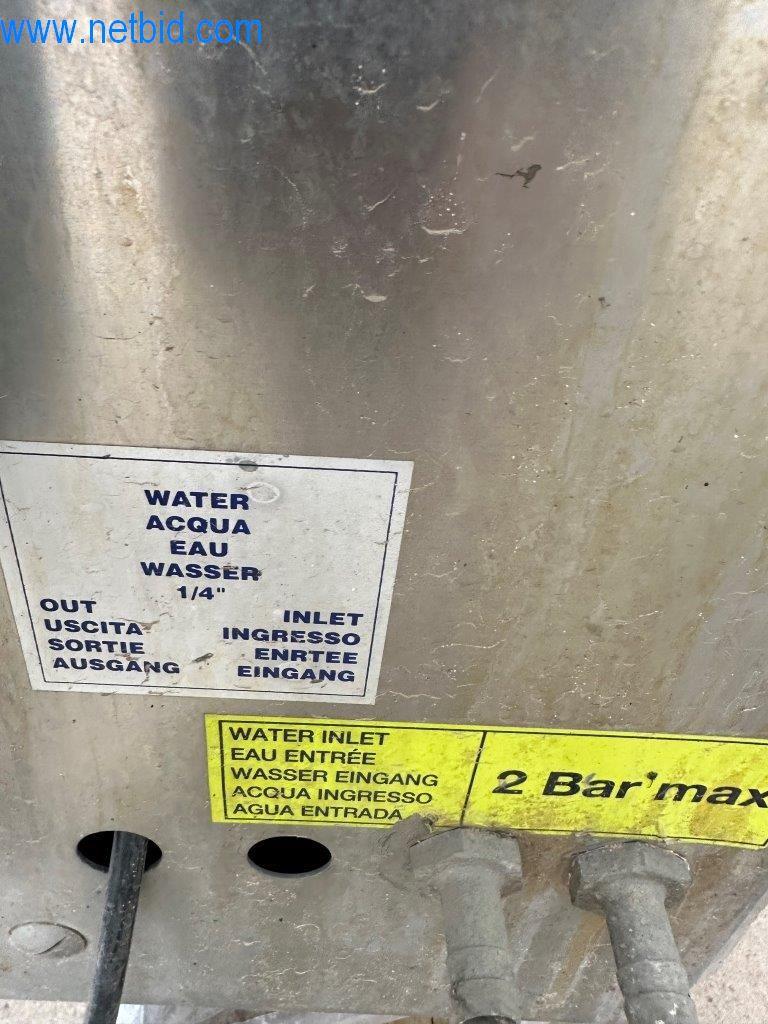 www.netbid.com
WATER
ACQUA
EAU
WASSER
1/4"
OUT
USCITA
SORTIE
AUSGANG
INLET
INGRESSO
ENRTEE
EINGANG
WATER INLET
EAU ENTRÉE
WASSER EINGANG
ACQUA INGRESSO
AGUA ENTRADA
2 Bar max